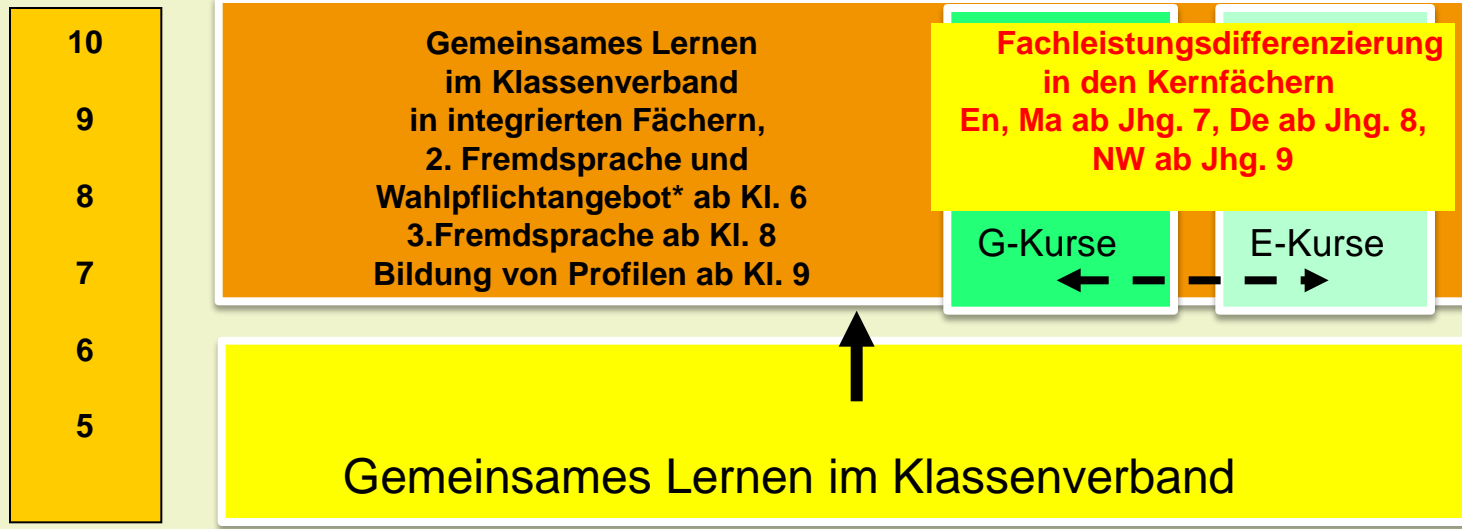 10
9
8
7
6
5
Gemeinsames Lernen
im Klassenverband
in integrierten Fächern,
2. Fremdsprache und
Wahlpflichtangebot* ab Kl. 6
3.Fremdsprache ab Kl. 8
Bildung von Profilen ab Kl. 9
Fachleistungsdifferenzierung
in den Kernfächern
En, Ma ab Jhg. 7, De ab Jhg. 8,
NW ab Jhg. 9
G-Kurse
E-Kurse
Gemeinsames Lernen im Klassenverband